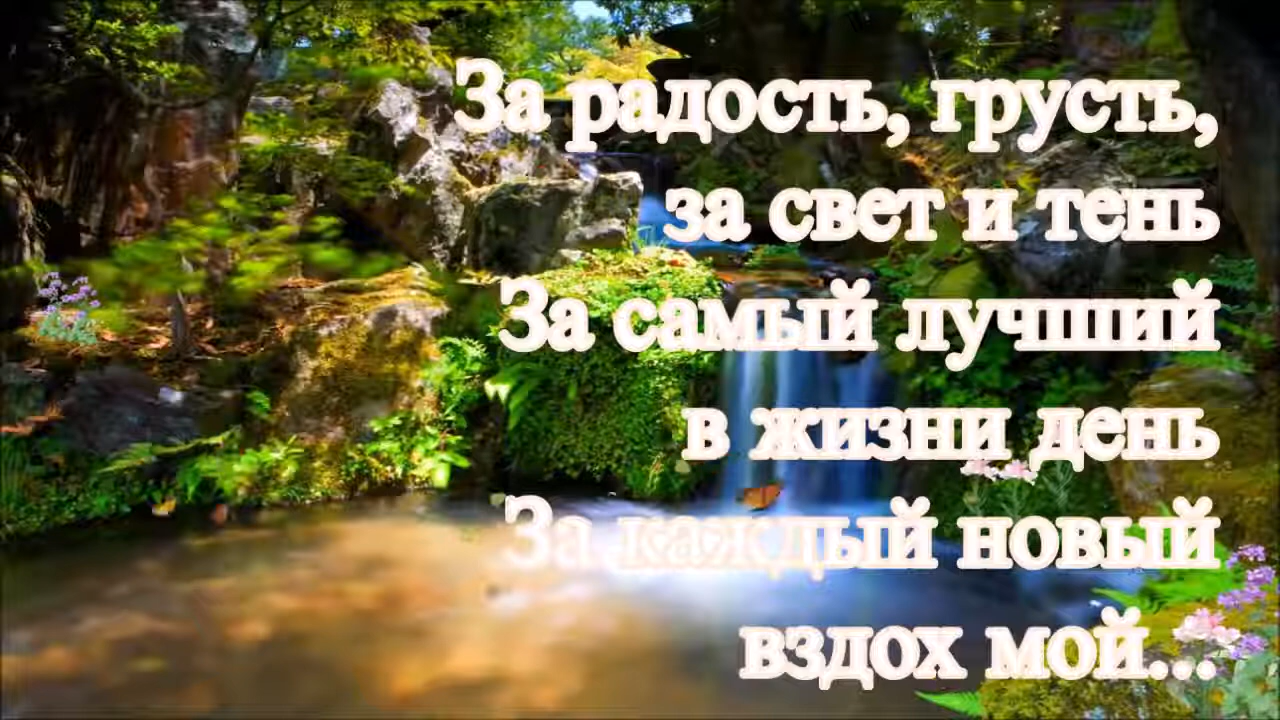 За радость, грусть,
за свет и тень
За самый лучший
в жизни день
За каждый новый
вздох мой...